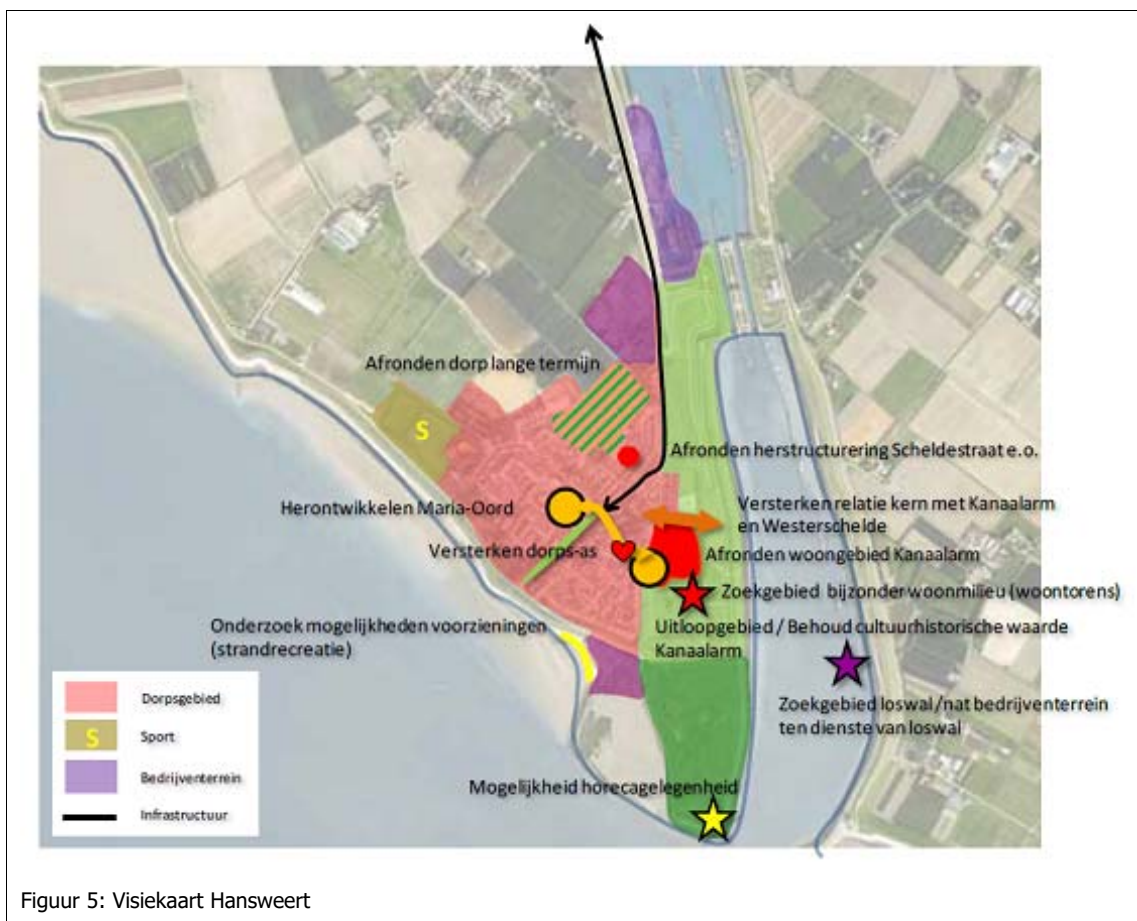 Afronden dorp lange termijn
S
Afronden herstructurering Scheldestraat e.o.
Herontwikkelen Maria-Oord
Versterken relatie kern met Kanaalarm
en Westerschelde
Versterken dorps-as
Afronden woongebied Kanaalarm
Zoekgebied bijzonder woonmilieu (woontorens)
Onderzoek mogelijkheden voorzieningen
(strandrecreatie)
Uitloopgebied / Behoud cultuurhistorische waarde
Kanaalarm
Zoekgebied loswal/nat bedrijventerrein
ten dienste van loswal
Mogelijkheid horecagelegenheid
Dorpsgebied
S Sport
Bedrijventerrein
Infrastructuur
Figuur 5: Visiekaart Hansweert